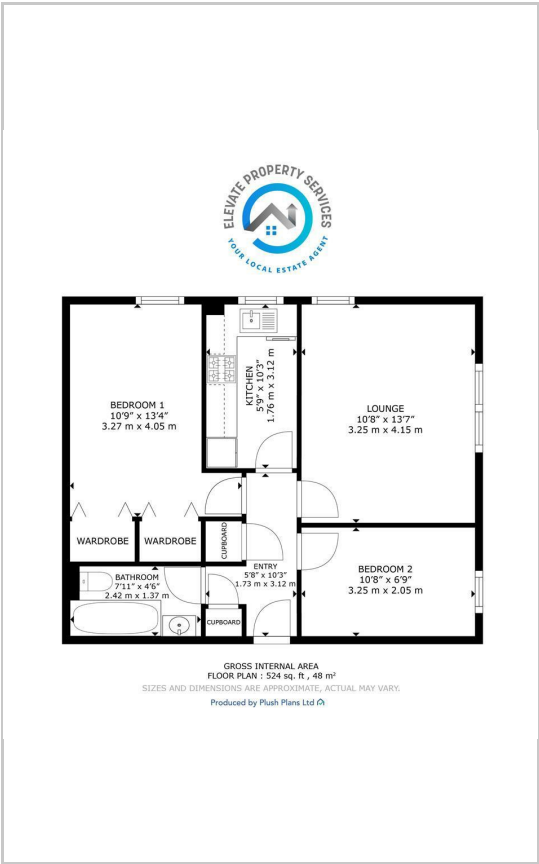 ELEVATE PROPERTY SERVICES
YOUR LOCAL ESTATE AGENT
BEDROOM 1
10'9" x 13'4"
3.27 m x 4.05 m
KITCHEN
5'9" x 10'3"
1.76 m x 3.12 m
LOUNGE
10'8" x 13'7"
3.25 m x 4.15 m
WARDROBE
WARDROBE
CUPBOARD
ENTRY
5'8" x 10'3"
1.73 m x 3.12 m
BEDROOM 2
10'8" x 6'9"
3.25 m x 2.05 m
BATHROOM
7'11" x 4'6"
2.42 m x 1.37 m
CUPBOARD
GROSS INTERNAL AREA
FLOOR PLAN : 524 sq. ft , 48 m²
SIZES AND DIMENSIONS ARE APPROXIMATE, ACTUAL MAY VARY.
Produced by Plush Plans Ltd